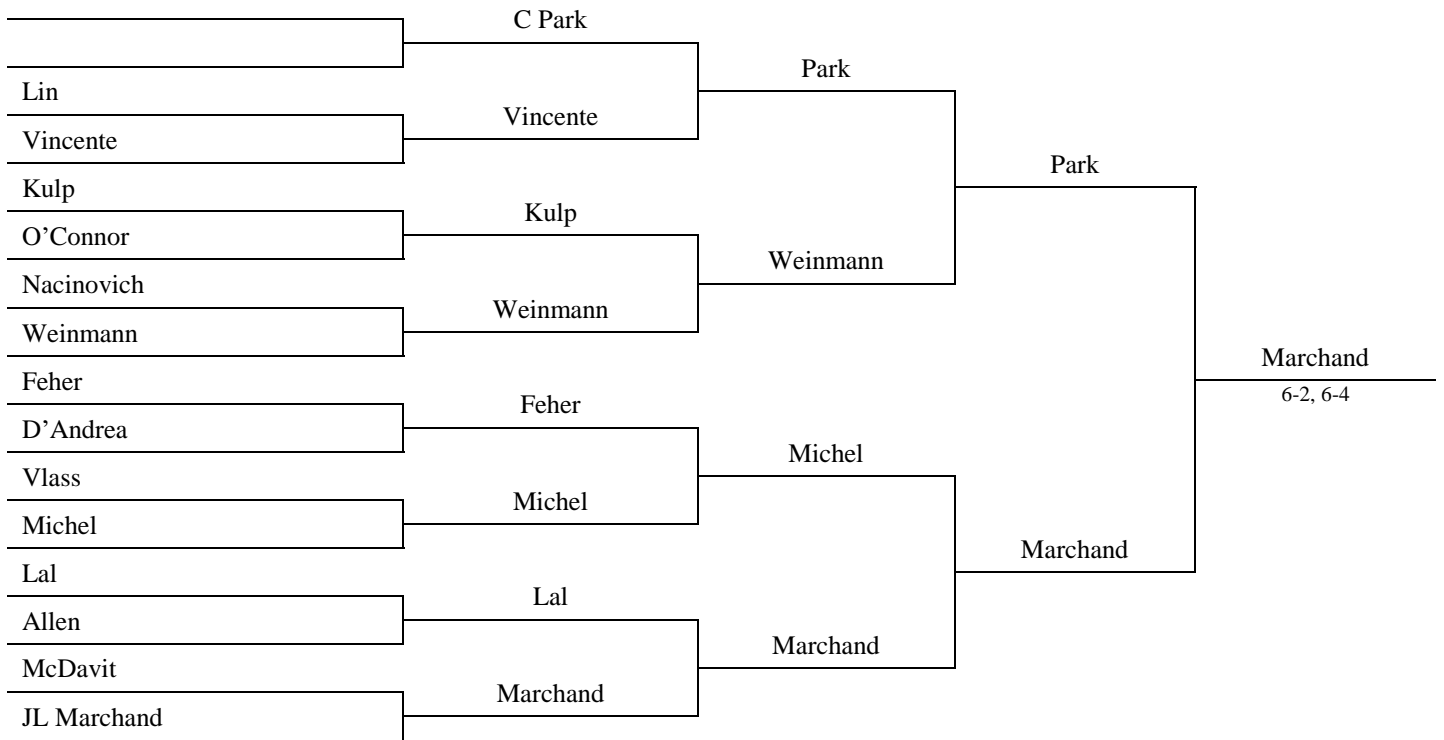 C Park
Park
Lin
Vincente
Vincente
Park
Kulp
Kulp
O’Connor
Weinmann
Nacinovich
Weinmann
Weinmann
Marchand
6-2, 6-4
Feher
Feher
D’Andrea
Michel
Vlass
Michel
Michel
Marchand
Lal
Lal
Allen
Marchand
McDavit
Marchand
JL Marchand